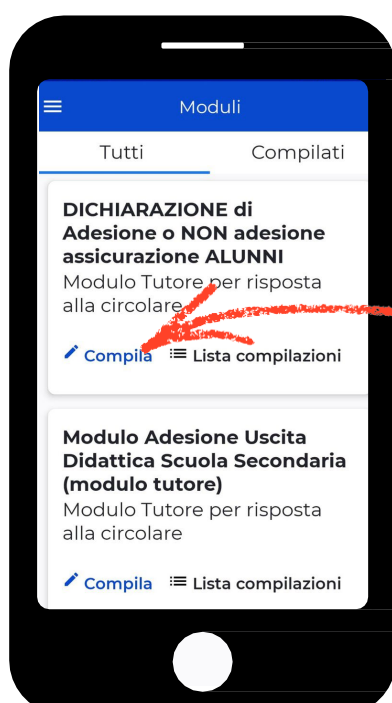 Moduli
Tutti
Compilati
DICHIARAZIONE di
Adesione o NON adesione
assicurazione ALUNNI
Modulo Tutore per risposta
alla circolare
Compila
Lista compilazioni
Modulo Adesione Uscita
Didattica Scuola Secondaria
(modulo tutore)
Modulo Tutore per risposta
alla circolare
Compila
Lista compilazioni